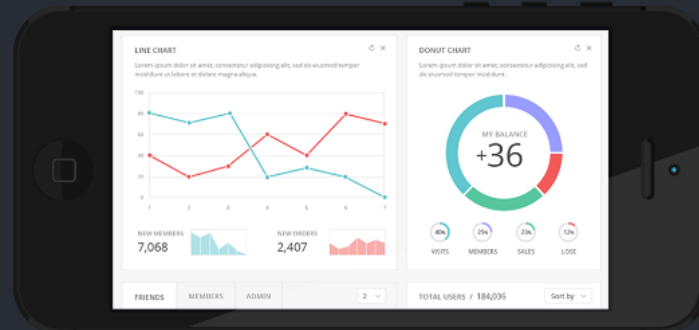 LINE CHART
Lorem ipsum dolor sit amet, consectetur adipisicing elit, sed do eiusmod tempor
incididunt ut labore et dolore magna aliqua.
100
80
60
40
20
0
1 2 3 4 5 6 7
NEW MEMBERS
7,068
NEW ORDERS
2,407
DONUT CHART
Lorem ipsum dolor sit amet, consectetur adipisicing elit, sed
do eiusmod tempor incididunt.
MY BALANCE
+36
40% 25% 23% 12%
VISITS MEMBERS SALES LOSE
FRIENDS MEMBERS ADMIN 2
TOTAL USERS / 184,036 Sort by